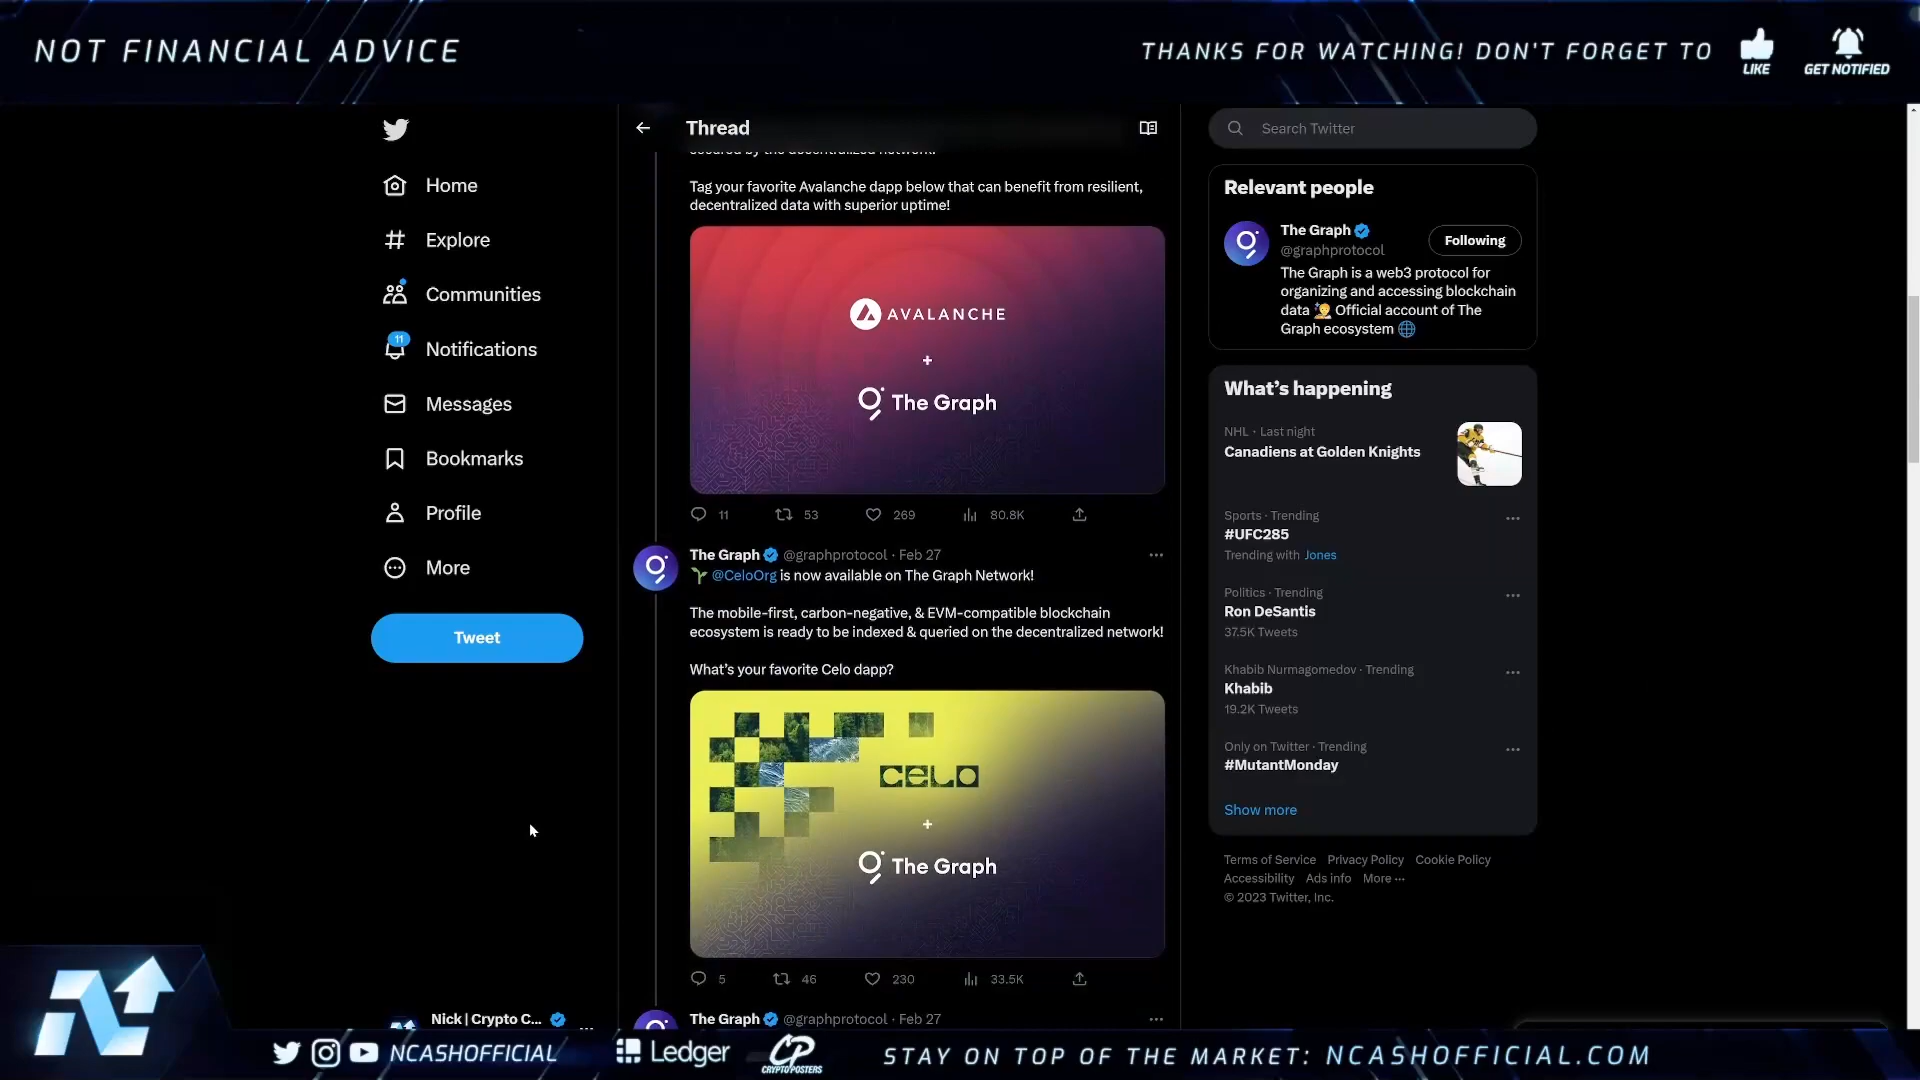 NOT FINANCIAL ADVICE
THANKS FOR WATCHING! DON'T FORGET TO
LIKE
GET NOTIFIED
Home
Explore
Communities
11
Notifications
Messages
Bookmarks
Profile
More
Tweet
Nick | Crypto C...
Thread
secured by the decentralized network.
Tag your favorite Avalanche dapp below that can benefit from resilient,
decentralized data with superior uptime!
AVALANCHE
+
The Graph
11 53 269 80.8K
The Graph @graphprotocol · Feb 27
@CeloOrg is now available on The Graph Network!
The mobile-first, carbon-negative, & EVM-compatible blockchain
ecosystem is ready to be indexed & queried on the decentralized network!
What's your favorite Celo dapp?
CELO
+
The Graph
5 46 230 33.5K
The Graph @graphprotocol · Feb 27
Search Twitter
Relevant people
The Graph
@graphprotocol
Following
The Graph is a web3 protocol for
organizing and accessing blockchain
data 🧑‍🚀 Official account of The
Graph ecosystem 🌐
What's happening
NHL · Last night
Canadiens at Golden Knights
Sports · Trending
#UFC285
Trending with Jones
Politics · Trending
Ron DeSantis
37.5K Tweets
Khabib Nurmagomedov · Trending
Khabib
19.2K Tweets
Only on Twitter · Trending
#MutantMonday
Show more
Terms of Service Privacy Policy Cookie Policy
Accessibility Ads info More ···
© 2023 Twitter, Inc.
NCASHOFFICIAL
Ledger
CP
CRYPTOPOSTERS
STAY ON TOP OF THE MARKET: NCASHOFFICIAL.COM